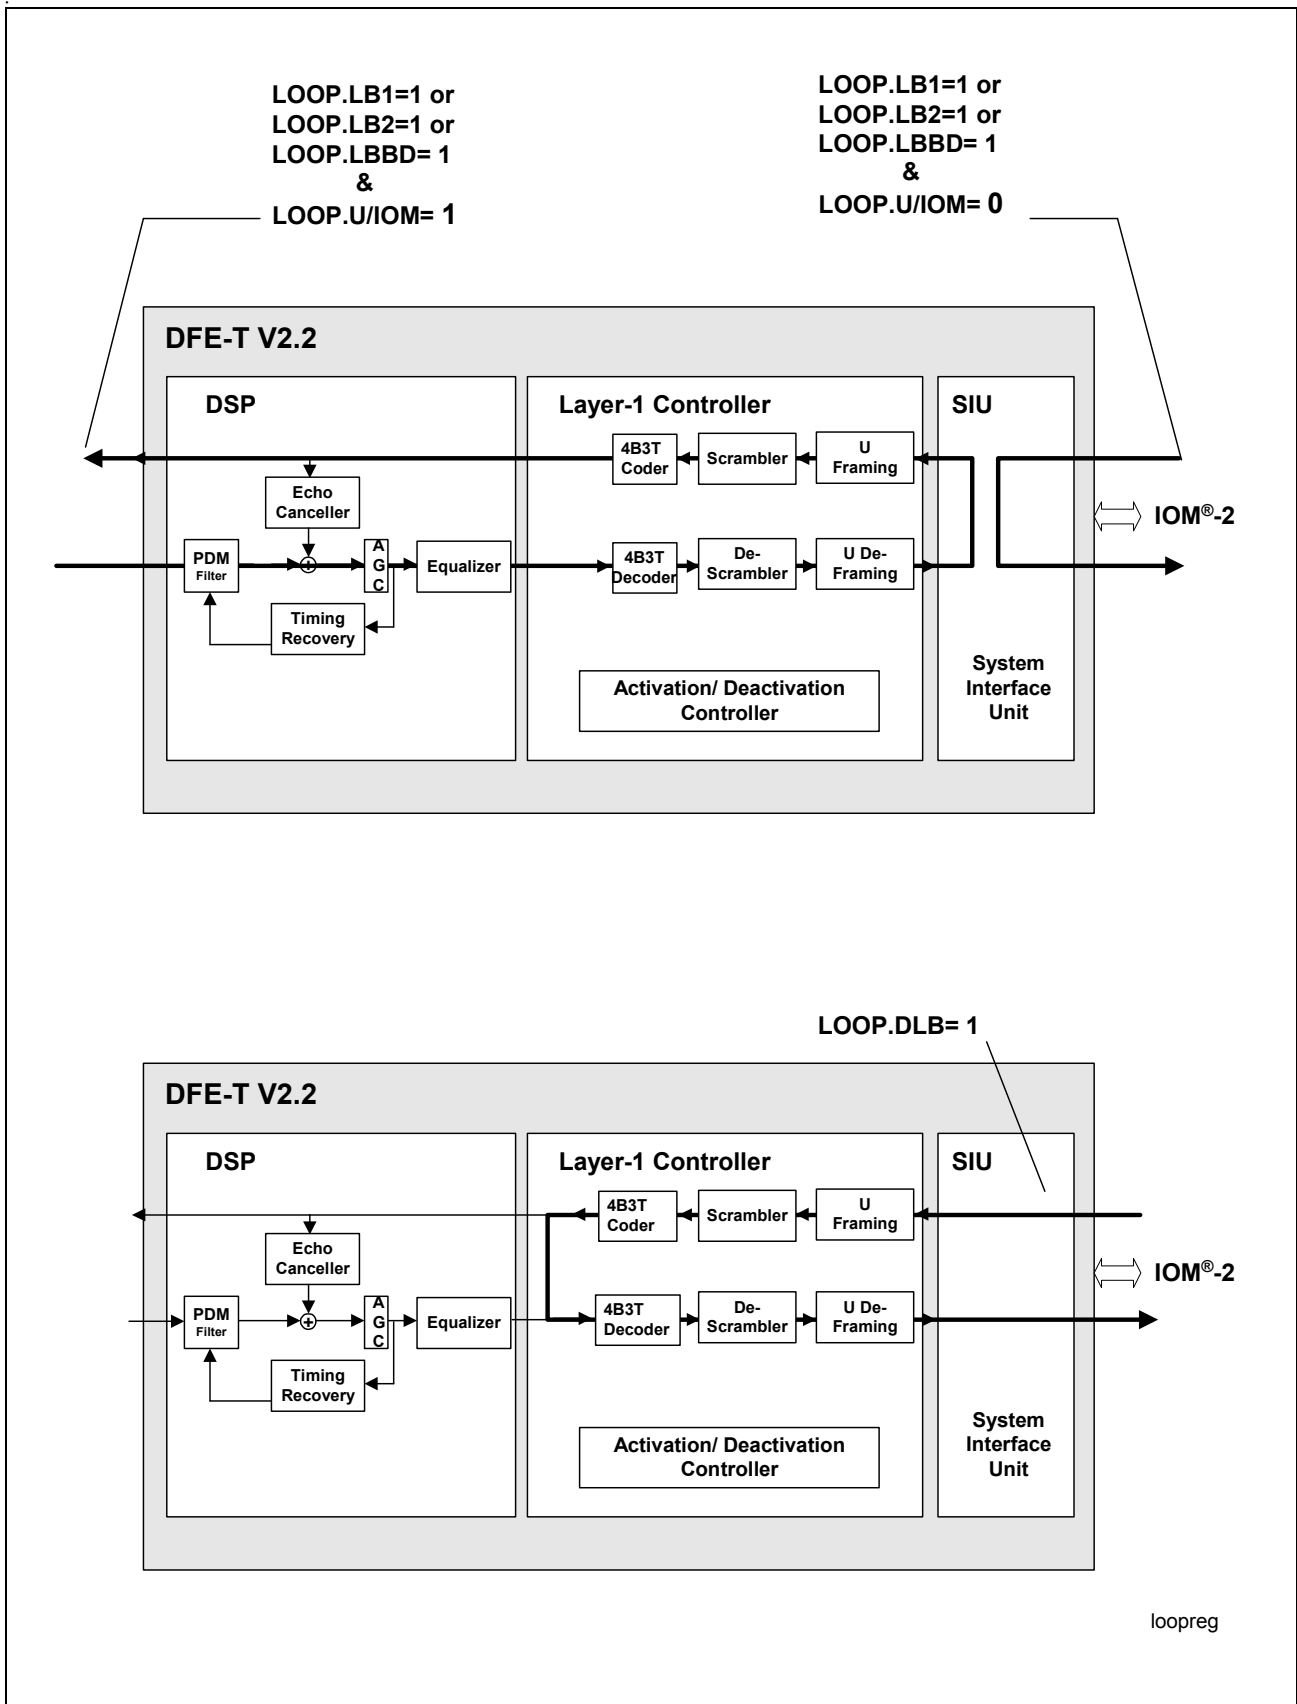 .
LOOP.LB1=1 or
LOOP.LB2=1 or
LOOP.LBBD= 1
&
LOOP.U/IOM= 1
LOOP.LB1=1 or
LOOP.LB2=1 or
LOOP.LBBD= 1
&
LOOP.U/IOM= 0
DFE-T V2.2
DSP
Layer-1 Controller
SIU
4B3T
Coder
Scrambler
U
Framing
Echo
Canceller
IOM®-2
PDM
Filter
+
A
G
C
Equalizer
4B3T
Decoder
De-
Scrambler
U De-
Framing
Timing
Recovery
Activation/ Deactivation
Controller
System
Interface
Unit
LOOP.DLB= 1
DFE-T V2.2
DSP
Layer-1 Controller
SIU
4B3T
Coder
Scrambler
U
Framing
Echo
Canceller
IOM®-2
PDM
Filter
+
A
G
C
Equalizer
4B3T
Decoder
De-
Scrambler
U De-
Framing
Timing
Recovery
Activation/ Deactivation
Controller
System
Interface
Unit
loopreg